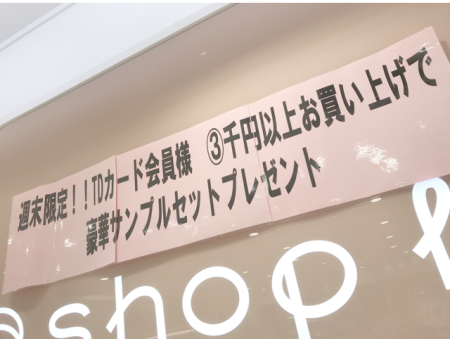 週末限定！！TDカード会員様 ③千円以上お買い上げで
豪華サンプルセットプレゼント
shop